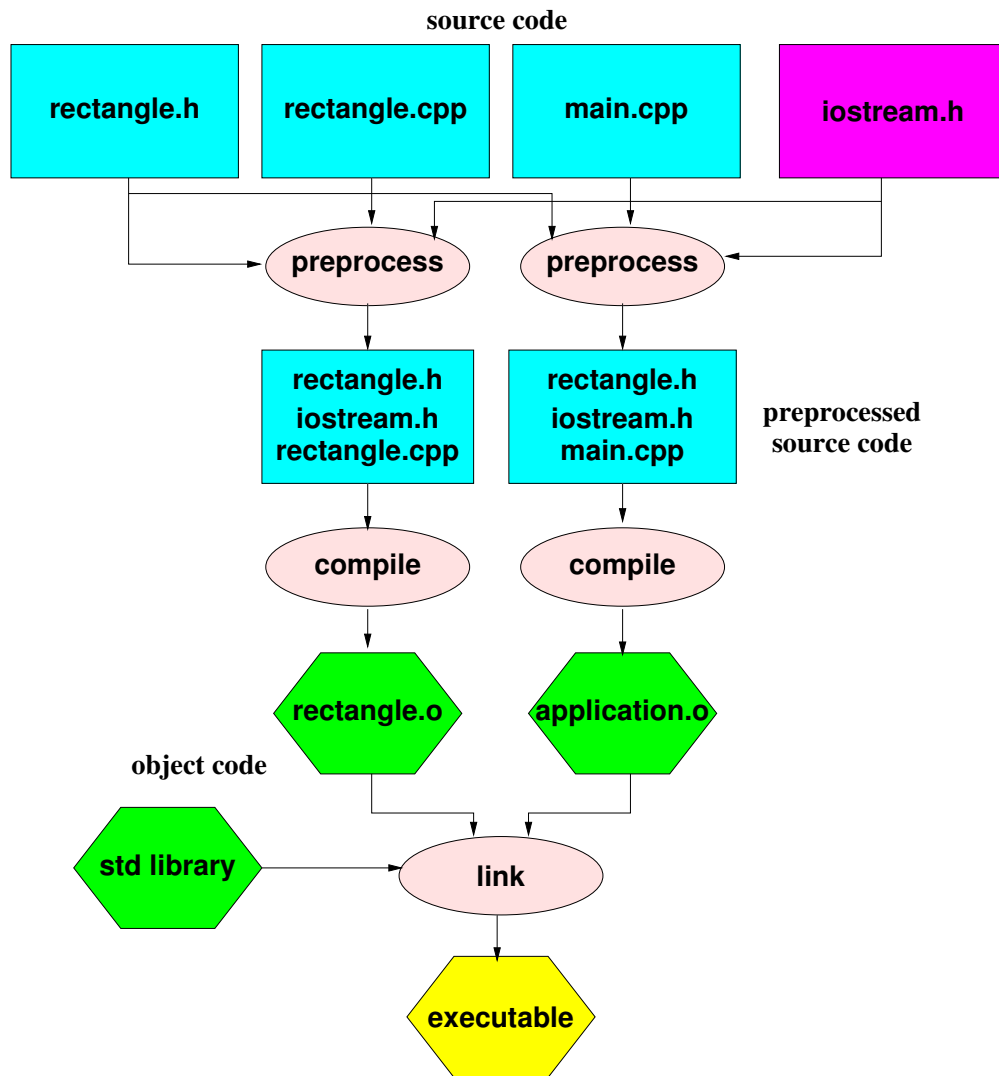 source code
rectangle.h
rectangle.cpp
main.cpp
iostream.h
preprocess
preprocess
rectangle.h
iostream.h
rectangle.cpp
rectangle.h
iostream.h
main.cpp
preprocessed
source code
compile
compile
rectangle.o
application.o
object code
std library
link
executable